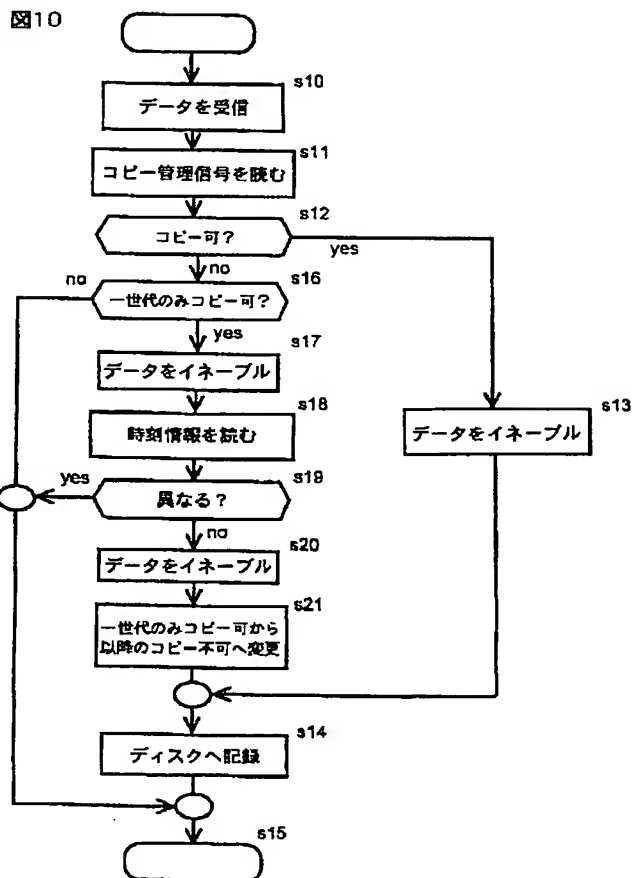 図10
s10
データを受信
s11
コピー管理信号を読む
s12
コピー可?
yes
no
s16
no
一世代のみコピー可?
yes
s17
データをイネーブル
s13
データをイネーブル
s18
時刻情報を読む
s19
yes
異なる?
no
s20
データをイネーブル
s21
一世代のみコピー可から
以降のコピー不可へ変更
s14
ディスクへ記録
s15